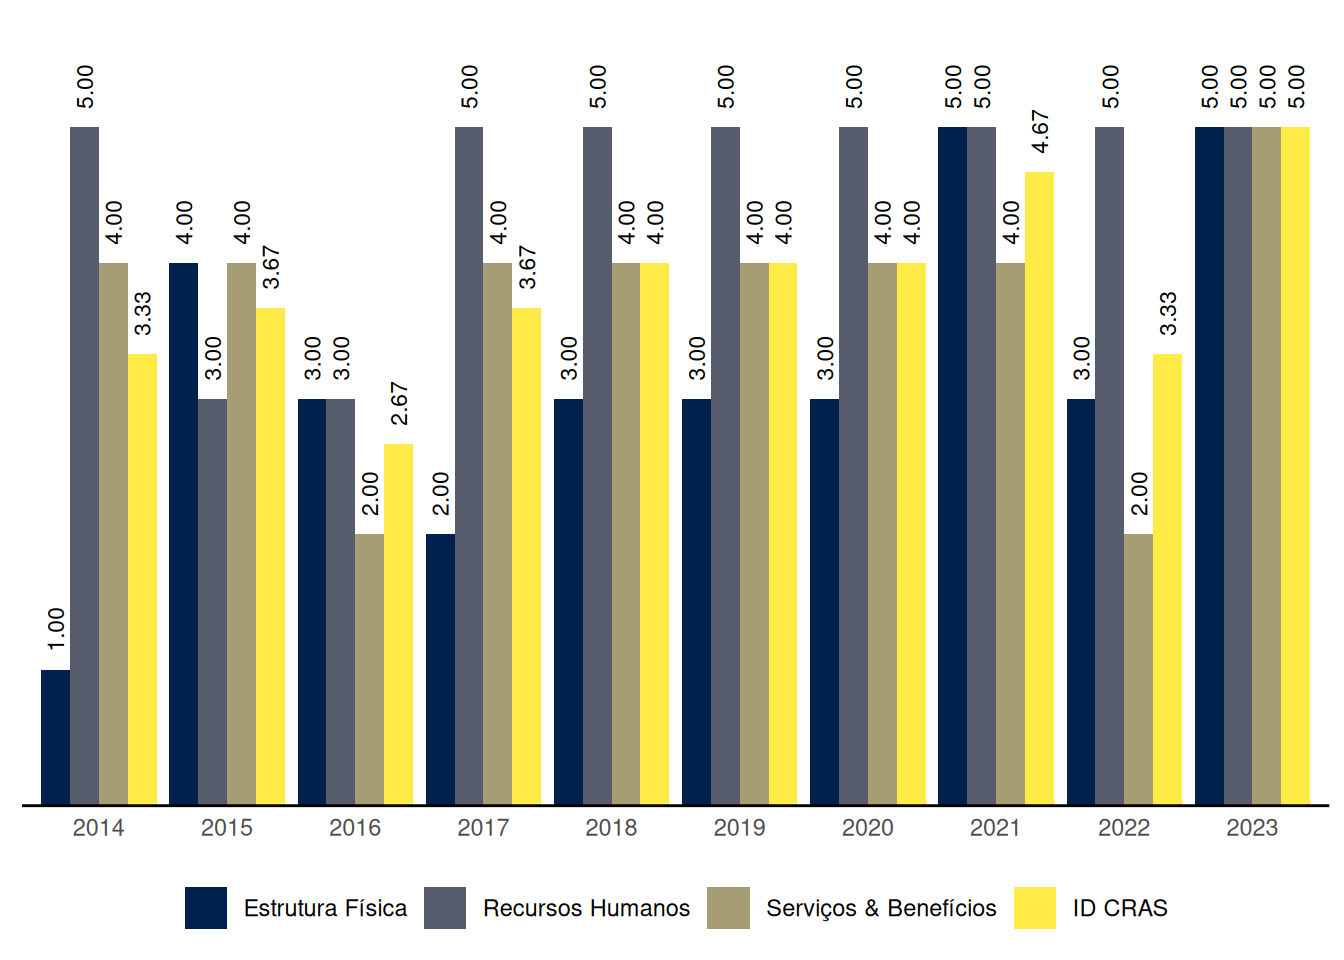 1.00 5.00 4.00 3.33 4.00 3.00 4.00 3.67 3.00 3.00 2.00 2.67 2.00 5.00 4.00 3.67 3.00 5.00 4.00 4.00 3.00 5.00 4.00 4.00 3.00 5.00 4.00 4.00 5.00 5.00 4.00 4.67 3.00 5.00 2.00 3.33 5.00 5.00 5.00 5.00
2014 2015 2016 2017 2018 2019 2020 2021 2022 2023
Estrutura Física Recursos Humanos Serviços & Benefícios ID CRAS